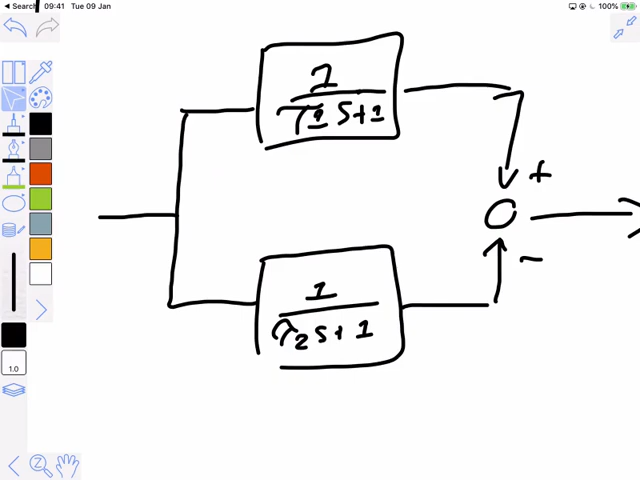 Search 09:41 Tue 09 Jan 100%
1
τ1 s+1
+
−
1
τ2 s+1
1.0
Z